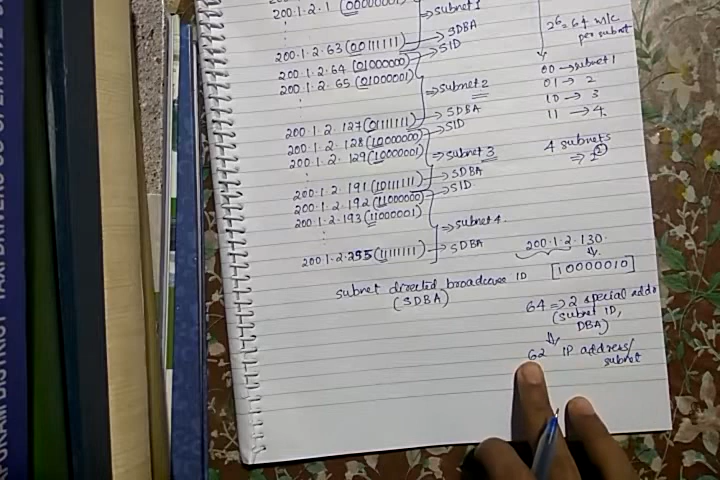 200.1.2.1 (00000001)
⇒ subnet 1
200.1.2.63 (00111111) → SDBA
200.1.2.64 (01000000) → SID
200.1.2.65 (01000001)
⇒ subnet 2
200.1.2.127 (01111111) → SDBA
200.1.2.128 (10000000) → SID
200.1.2.129 (10000001)
⇒ subnet 3
200.1.2.191 (10111111) → SDBA
200.1.2.192 (11000000) → SID
200.1.2.193 (11000001)
⇒ subnet 4.
200.1.2.255 (11111111) → SDBA
subnet directed broadcase ID
(SDBA)
2^6 = 64 m/c
per subnet
00 → subnet 1
01 → 2
10 → 3
11 → 4
4 subnets
⇒ 2^2
200.1.2.130
10000010
64 ⇒ 2 special addr
(subnet ID,
DBA)
62 IP address/
subnet
TAXI DRIVERS